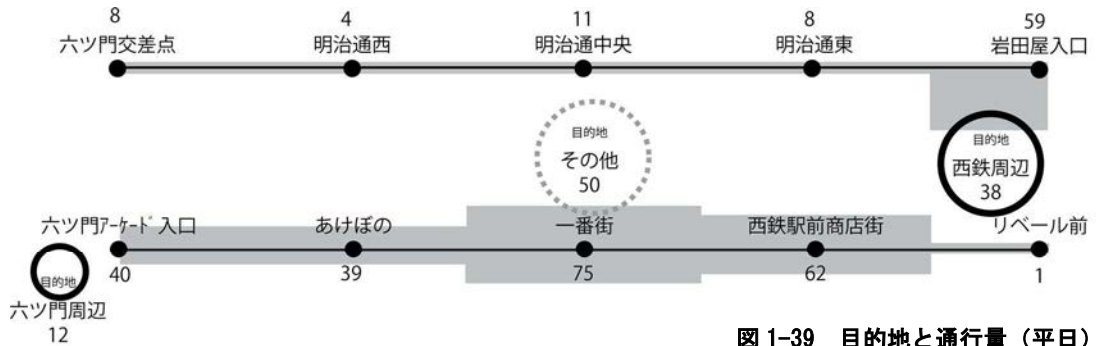 8 4 11 8 59
六ツ門交差点 明治通西 明治通中央 明治通東 岩田屋入口
目的地
その他
50
目的地
西鉄周辺
38
六ツ門アーケード入口 あけぼの 一番街 西鉄駅前商店街 リベール前
40 39 75 62 1
目的地
六ツ門周辺
12
図1-39 目的地と通行量(平日)